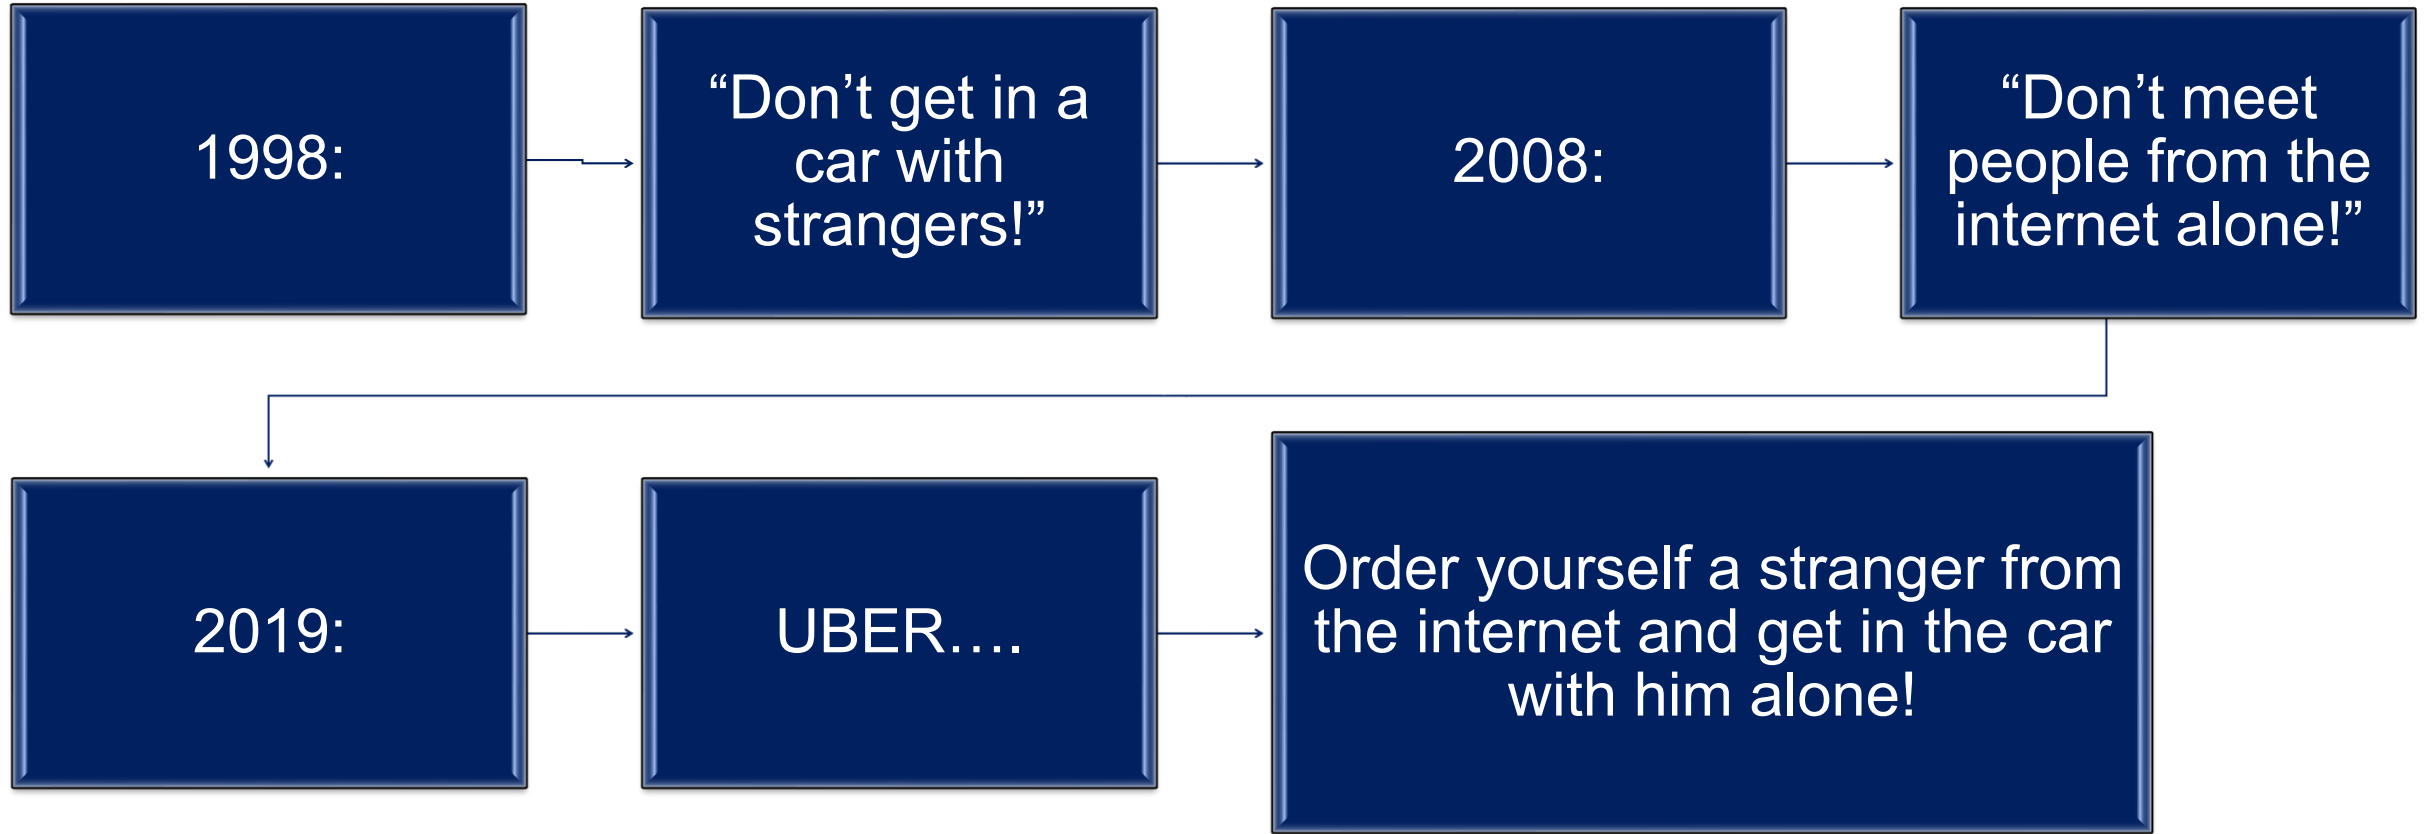 1998:
“Don’t get in a
car with
strangers!”
2008:
“Don’t meet
people from the
internet alone!”
2019:
UBER….
Order yourself a stranger from
the internet and get in the car
with him alone!